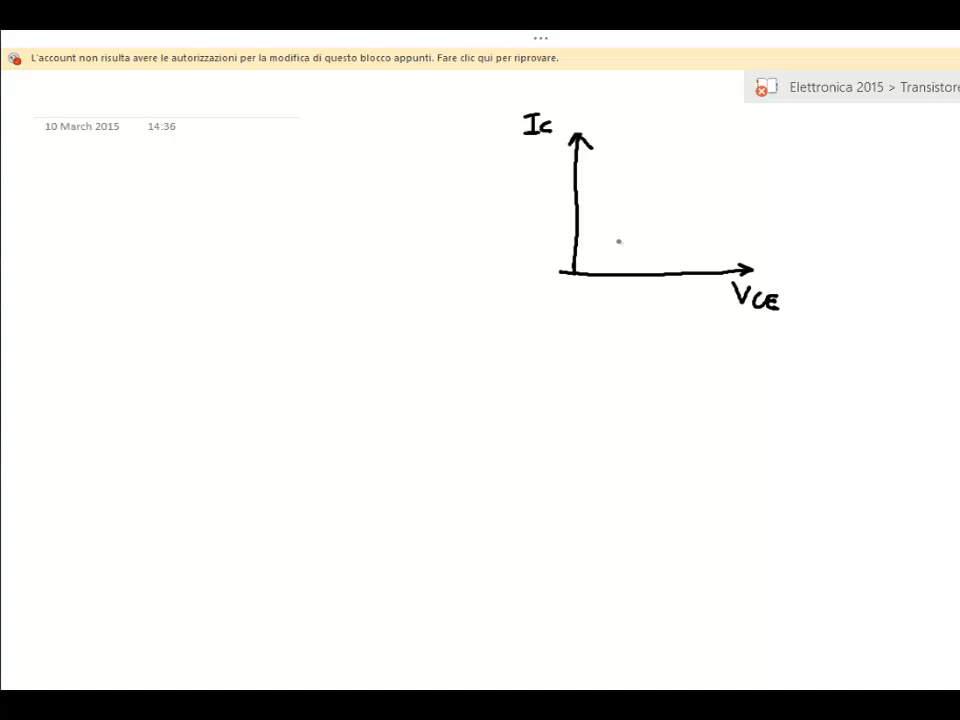 L'account non risulta avere le autorizzazioni per la modifica di questo blocco appunti. Fare clic qui per riprovare.
Elettronica 2015 > Transistore
10 March 2015 14:36
Ic
VCE